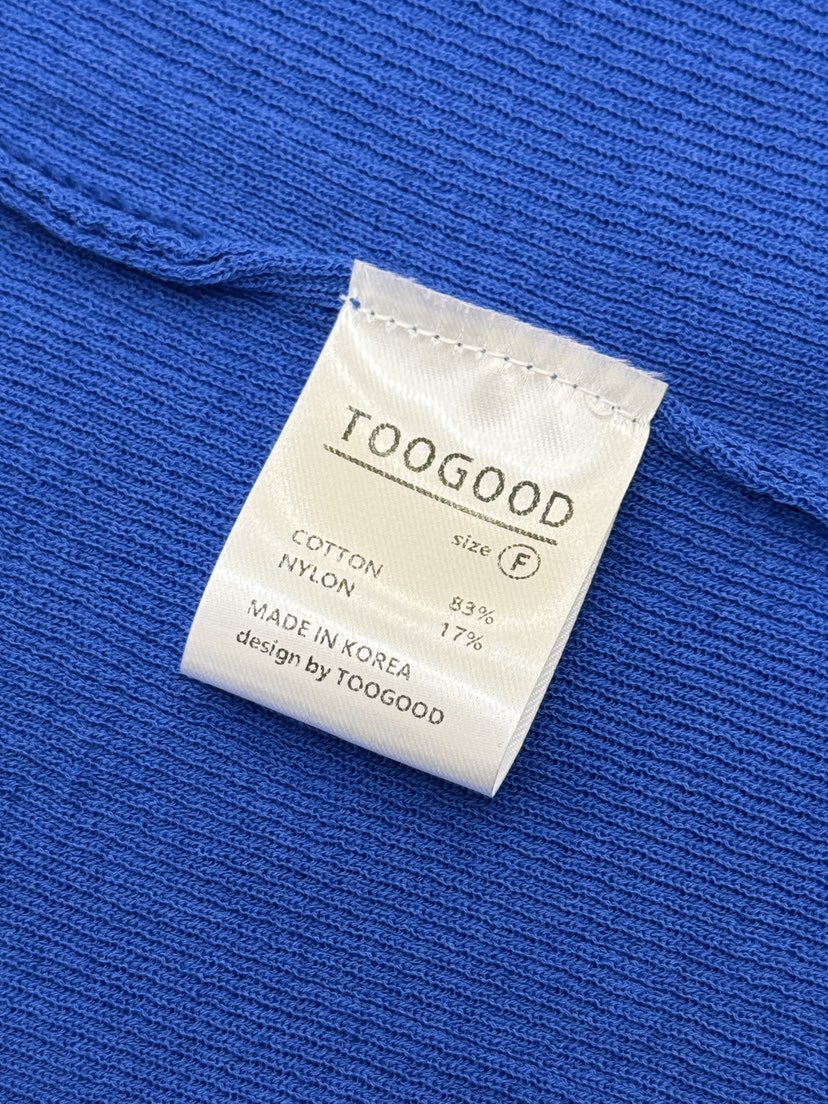 TOOGOOD
size F
COTTON 83%
NYLON 17%
MADE IN KOREA
design by TOOGOOD